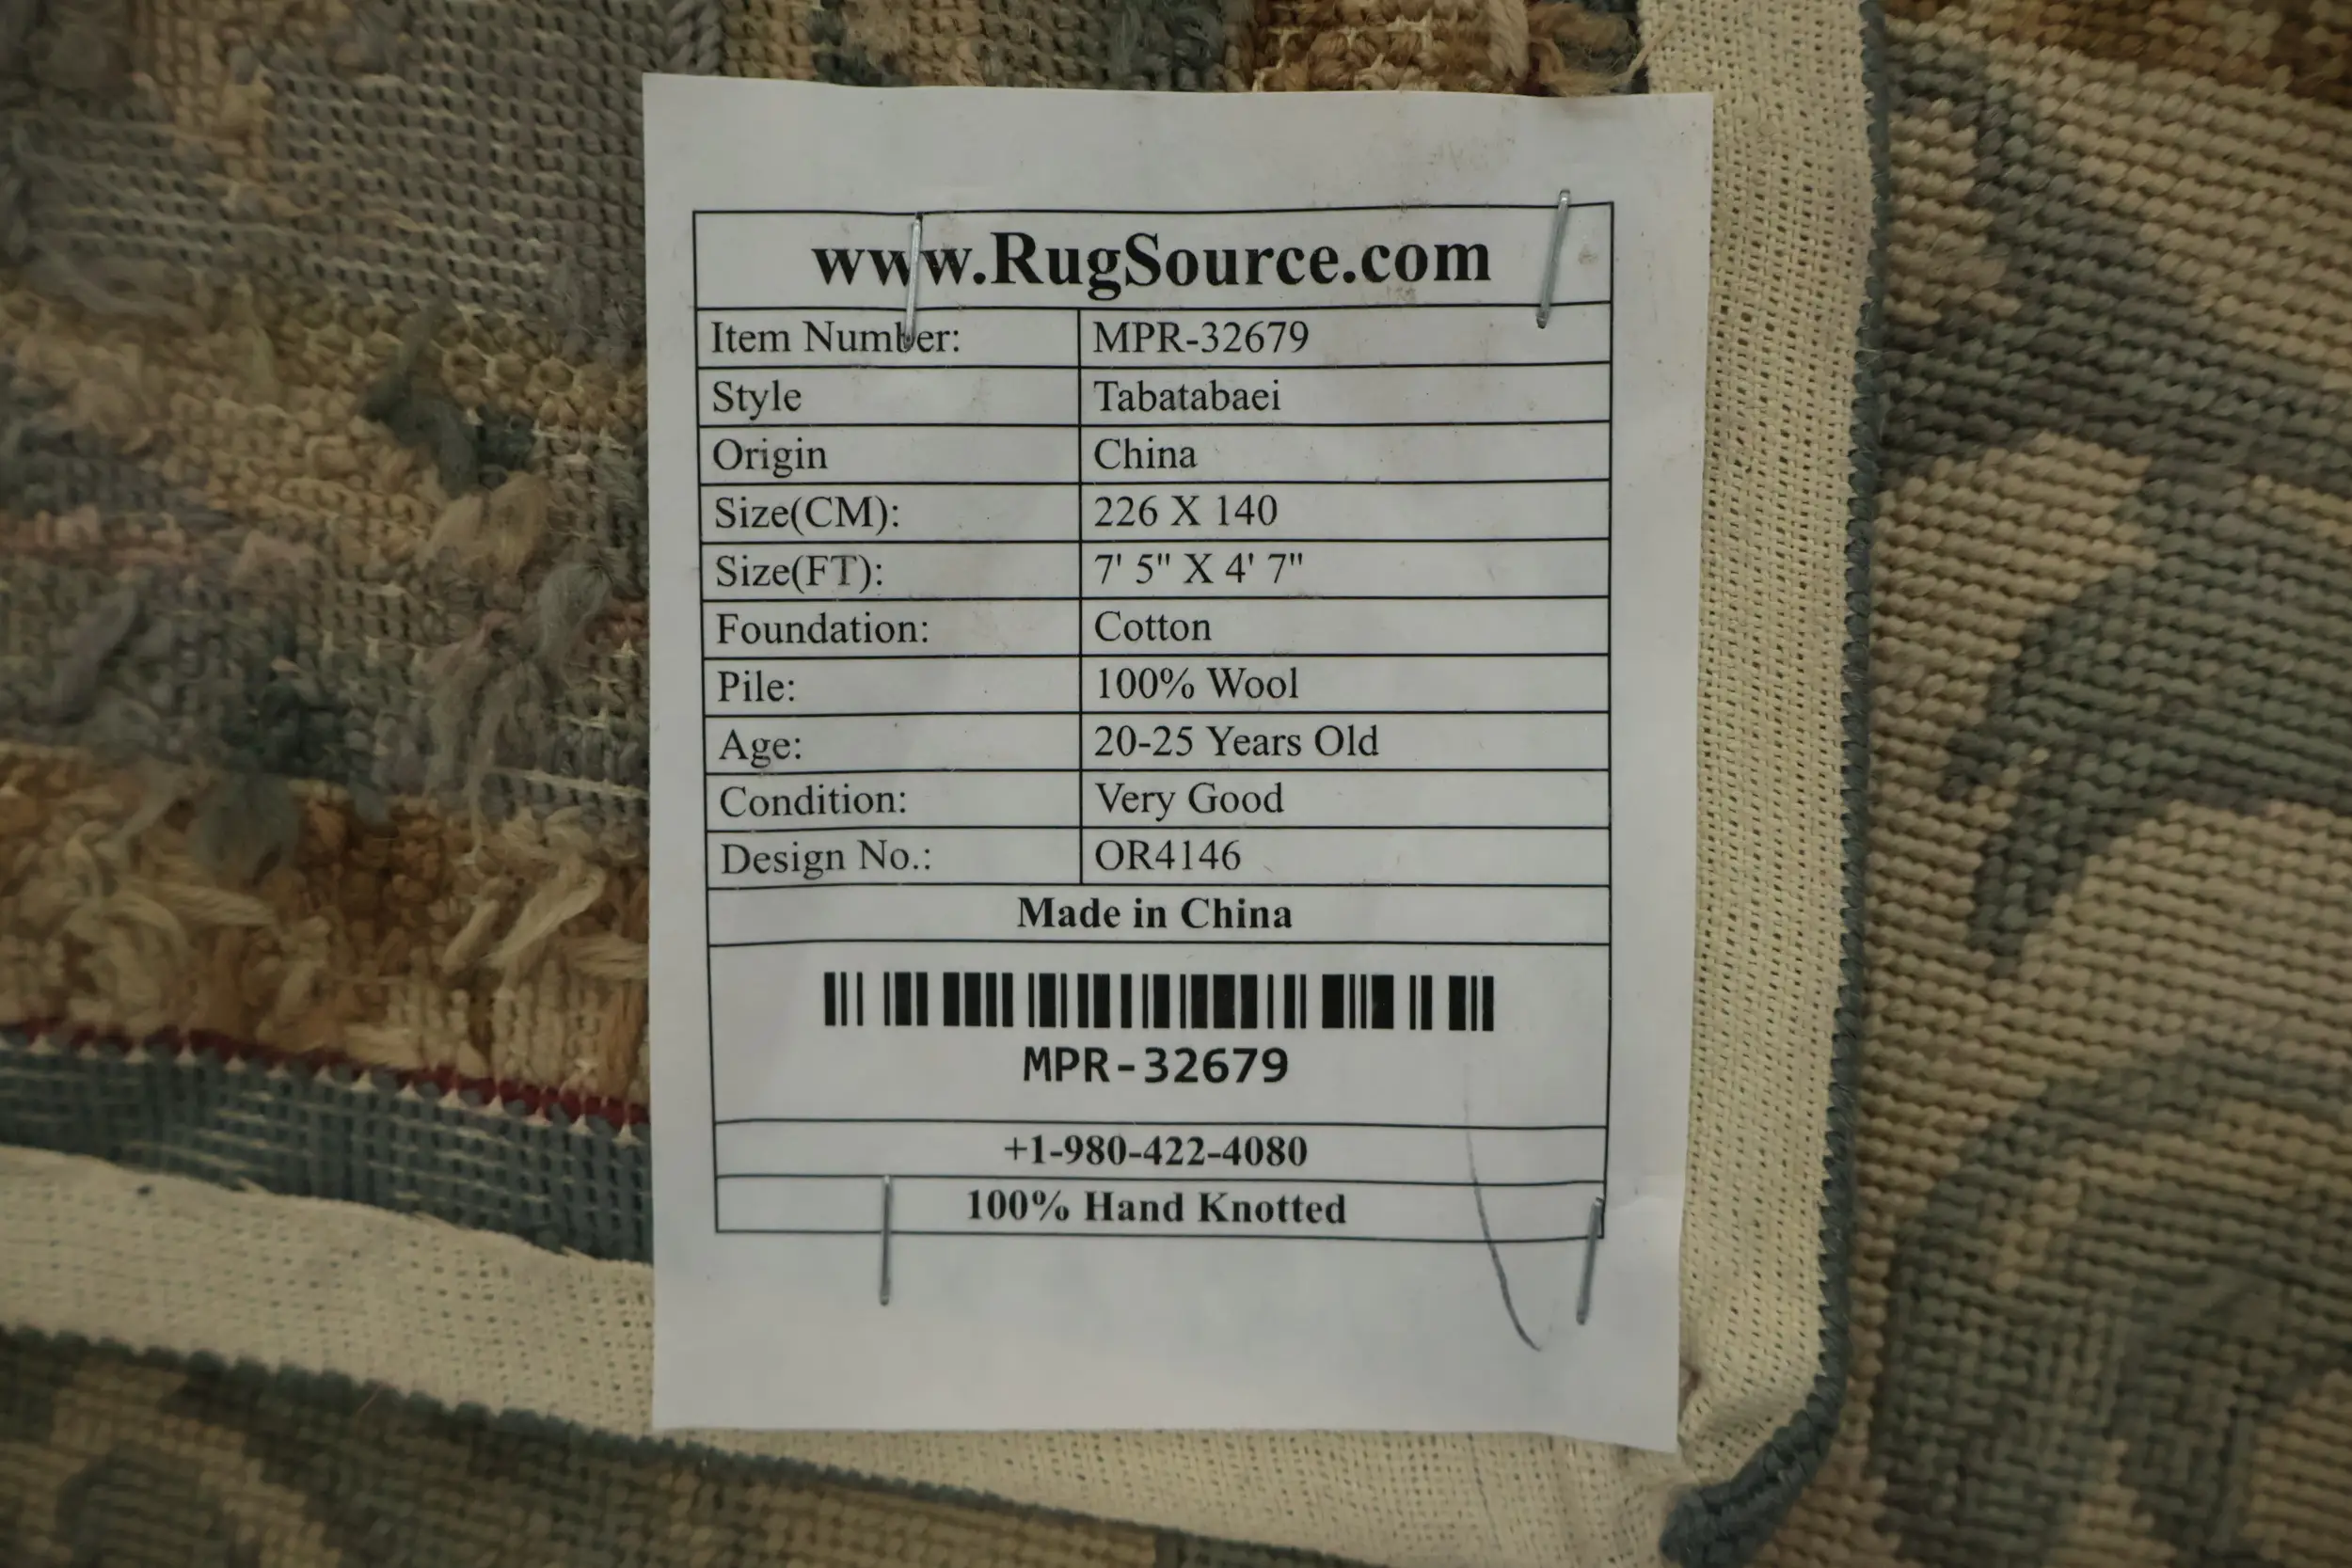 www.RugSource.com
Item Number: MPR-32679
Style Tabatabaei
Origin China
Size(CM): 226 X 140
Size(FT): 7' 5" X 4' 7"
Foundation: Cotton
Pile: 100% Wool
Age: 20-25 Years Old
Condition: Very Good
Design No.: OR4146
Made in China
MPR-32679
+1-980-422-4080
100% Hand Knotted